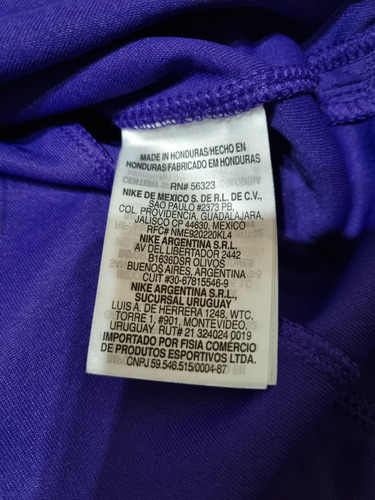 MADE IN HONDURAS/HECHO EN
HONDURAS/FABRICADO EM HONDURAS
RN# 56323
NIKE DE MEXICO S. DE R.L. DE C.V.,
SAO PAULO #2373 PB,
COL. PROVIDENCIA, GUADALAJARA,
JALISCO CP 44630, MEXICO
RFC# NME920220KL4
NIKE ARGENTINA S.R.L.
AV DEL LIBERTADOR 2442
B1636DSR OLIVOS
BUENOS AIRES, ARGENTINA
CUIT #30-67815546-9
NIKE ARGENTINA S.R.L.,
SUCURSAL URUGUAY
LUIS A. DE HERRERA 1248, WTC,
TORRE 1, #901, MONTEVIDEO,
URUGUAY. RUT# 21 324024 0019
IMPORTADO POR FISIA COMÉRCIO
DE PRODUTOS ESPORTIVOS LTDA.
CNPJ 59.546.515/0004-87